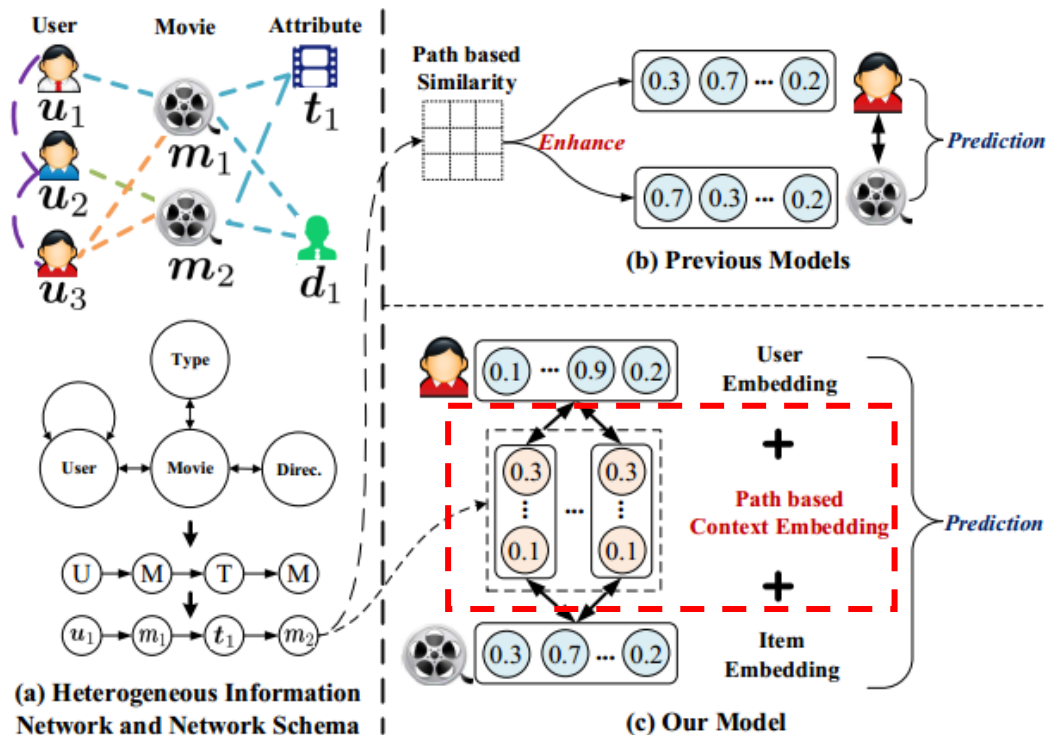 User
Movie
Attribute
u1
u2
u3
m1
m2
t1
d1
Type
User
Movie
Direc.
U
M
T
M
u1
m1
t1
m2
(a) Heterogeneous Information
Network and Network Schema
Path based
Similarity
Enhance
0.3 0.7 ... 0.2
0.7 0.3 ... 0.2
Prediction
(b) Previous Models
0.1 ... 0.9 0.2
User
Embedding
+
0.3
0.1
...
0.3
0.1
Path based
Context Embedding
+
Prediction
0.3 0.7 ... 0.2
Item
Embedding
(c) Our Model